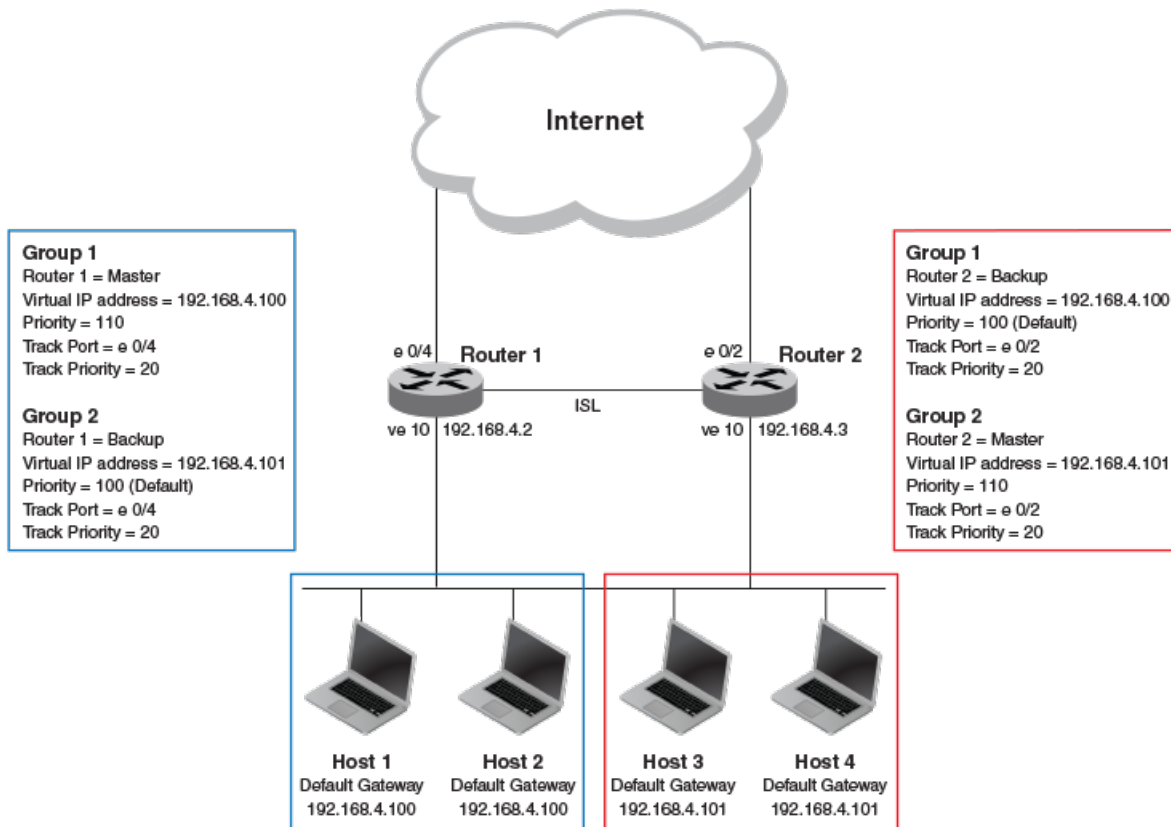 Internet
Group 1
Router 1 = Master
Virtual IP address = 192.168.4.100
Priority = 110
Track Port = e 0/4
Track Priority = 20
Group 2
Router 1 = Backup
Virtual IP address = 192.168.4.101
Priority = 100 (Default)
Track Port = e 0/4
Track Priority = 20
Group 1
Router 2 = Backup
Virtual IP address = 192.168.4.100
Priority = 100 (Default)
Track Port = e 0/2
Track Priority = 20
Group 2
Router 2 = Master
Virtual IP address = 192.168.4.101
Priority = 110
Track Port = e 0/2
Track Priority = 20
e 0/4
Router 1
e 0/2
Router 2
ISL
ve 10
192.168.4.2
ve 10
192.168.4.3
Host 1
Default Gateway
192.168.4.100
Host 2
Default Gateway
192.168.4.100
Host 3
Default Gateway
192.168.4.101
Host 4
Default Gateway
192.168.4.101